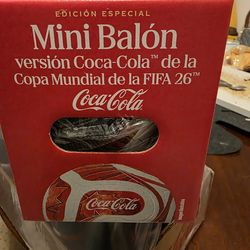 EDICIÓN ESPECIAL
Mini Balón
versión Coca-Cola™ de la
Copa Mundial de la FIFA 26™
Coca-Cola
Coca-Cola